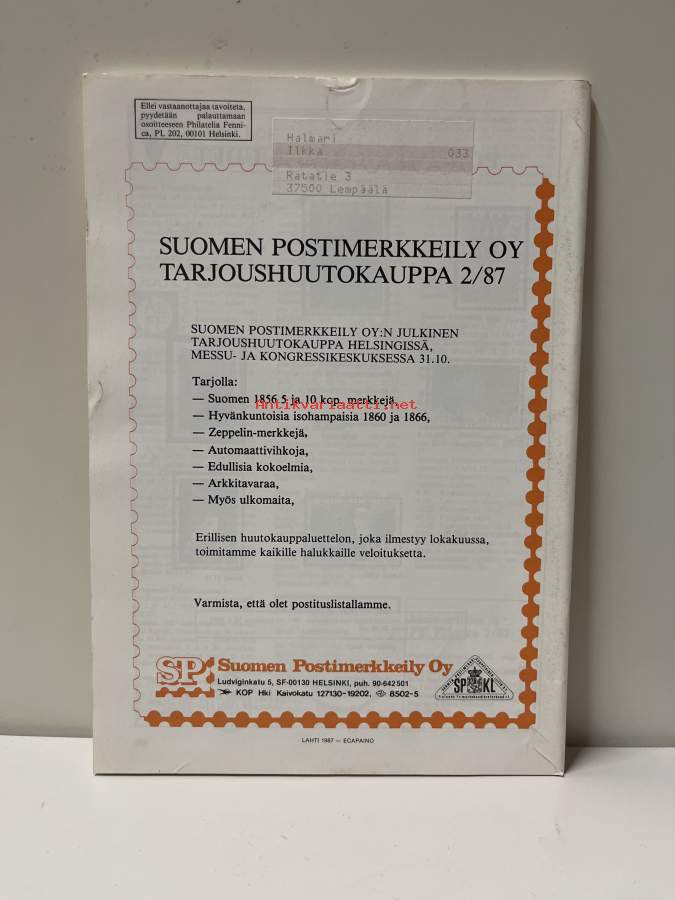 Ellei vastaanottajaa tavoiteta,
pyydetään palauttamaan
osoitteeseen Philatelia Fenni-
ca, PL 202, 00101 Helsinki.
Halmari
Ilkka 033
Ratatie 3
37500 Lempäälä
SUOMEN POSTIMERKKEILY OY
TARJOUSHUUTOKAUPPA 2/87
SUOMEN POSTIMERKKEILY OY:N JULKINEN
TARJOUSHUUTOKAUPPA HELSINGISSÄ,
MESSU- JA KONGRESSIKESKUKSESSA 31.10.
Tarjolla:
— Suomen 1856 5 ja 10 kop. merkkejä,
Antikvariaatti.net
— Hyvänkuntoisia isohampaisia 1860 ja 1866,
— Zeppelin-merkkejä,
— Automaattivihkoja,
— Edullisia kokoelmia,
— Arkkitavaraa,
— Myös ulkomaita,
Erillisen huutokauppaluettelon, joka ilmestyy lokakuussa,
toimitamme kaikille halukkaille veloituksetta.
Varmista, että olet postituslistallamme.
SP Suomen Postimerkkeily Oy
Ludviginkatu 5, SF-00130 HELSINKI, puh. 90-642501
KOP Hki Kaivokatu 127130-19202, 8502-5
SP KL
LAHTI 1987 — ECAPAINO